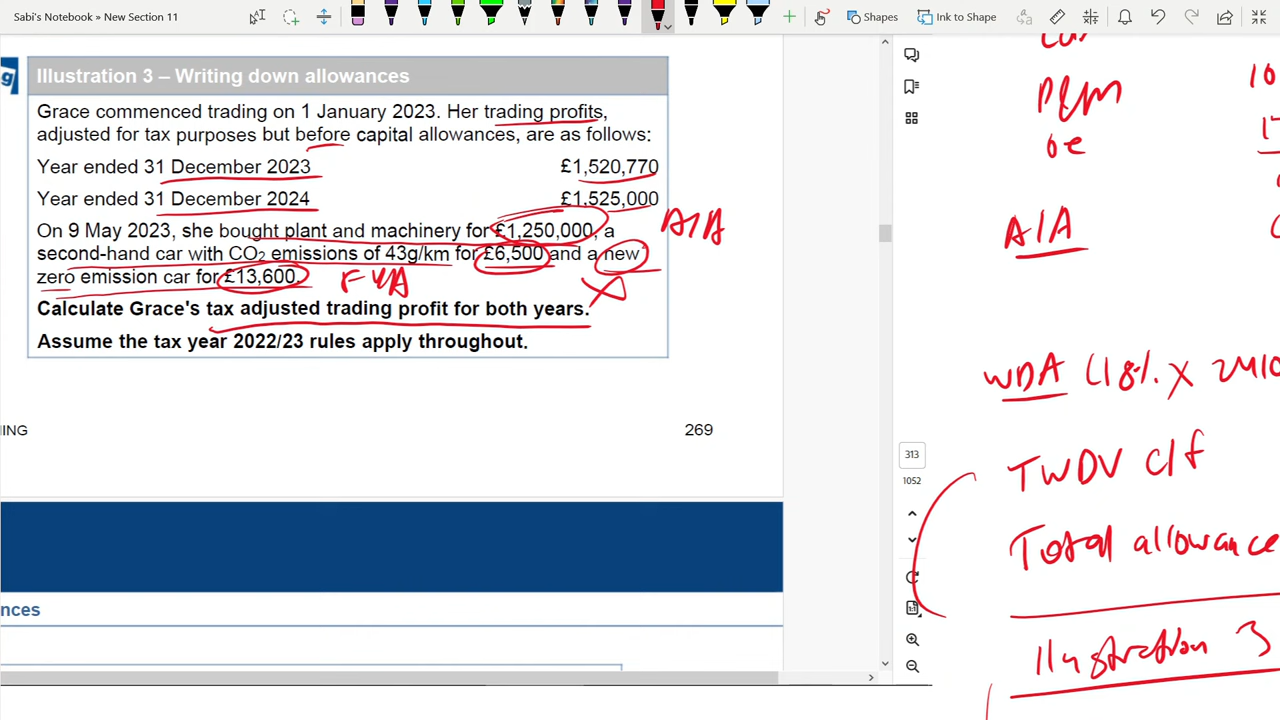 Sabi's Notebook » New Section 11
Shapes
Ink to Shape
g
Illustration 3 – Writing down allowances
Grace commenced trading on 1 January 2023. Her trading profits,
adjusted for tax purposes but before capital allowances, are as follows:
Year ended 31 December 2023 £1,520,770
Year ended 31 December 2024 £1,525,000
On 9 May 2023, she bought plant and machinery for £1,250,000, a
second-hand car with CO2 emissions of 43g/km for £6,500 and a new
zero emission car for £13,600.
Calculate Grace's tax adjusted trading profit for both years.
Assume the tax year 2022/23 rules apply throughout.
AIA
FYA
NING
269
nces
313
1052
10
AIA
WDA (18% X 2410
TWDV c/f
Total allowance
Illustration 3